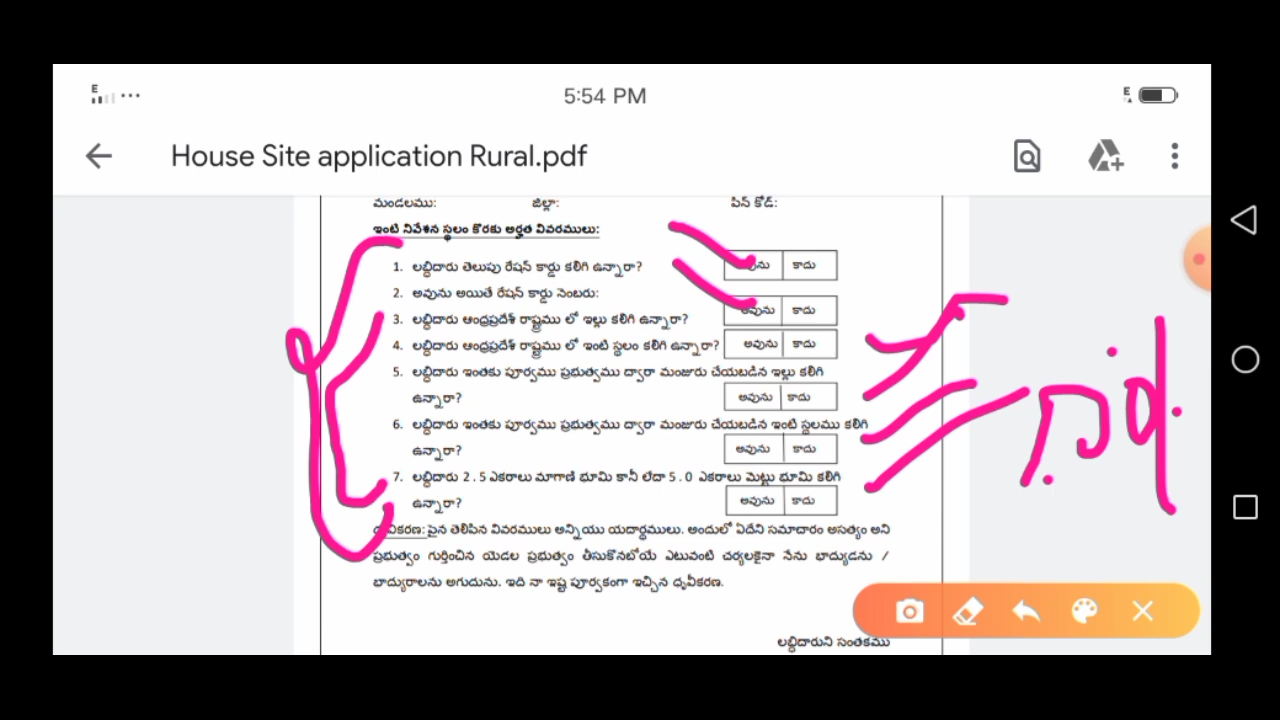 5:54 PM
House Site application Rural.pdf
మండలము: జిల్లా: పిన్ కోడ్:
ఇంటి నివేశన స్థలం కొరకు అర్హత వివరములు:
1. లబ్ధిదారు తెలుపు రేషన్ కార్డు కలిగి ఉన్నారా? అవును కాదు
2. అవును అయితే రేషన్ కార్డు నెంబరు:
3. లబ్ధిదారు ఆంధ్రప్రదేశ్ రాష్ట్రము లో ఇల్లు కలిగి ఉన్నారా? అవును కాదు
4. లబ్ధిదారు ఆంధ్రప్రదేశ్ రాష్ట్రము లో ఇంటి స్థలం కలిగి ఉన్నారా? అవును కాదు
5. లబ్ధిదారు ఇంతకు పూర్వము ప్రభుత్వము ద్వారా మంజురు చేయబడిన ఇల్లు కలిగి
ఉన్నారా? అవును కాదు
6. లబ్ధిదారు ఇంతకు పూర్వము ప్రభుత్వము ద్వారా మంజురు చేయబడిన ఇంటి స్థలము కలిగి
ఉన్నారా? అవును కాదు
7. లబ్ధిదారు 2.5 ఎకరాలు మాగాణి భూమి కానీ లేదా 5.0 ఎకరాలు మెట్టు భూమి కలిగి
ఉన్నారా? అవును కాదు
పైన తెలిపిన వివరములు అన్నియు యదార్థములు. అందులో ఏదేని సమాచారం అసత్యం అని
ప్రభుత్వం గుర్తించిన యెడల ప్రభుత్వం తీసుకొనబోయే ఎటువంటి చర్యలకైనా నేను భాద్యుడను /
భాద్యురాలను అగుదును. ఇది నా ఇష్ట పూర్వకంగా ఇచ్చిన ధృవీకరణ.
లబ్ధిదారుని సంతకము